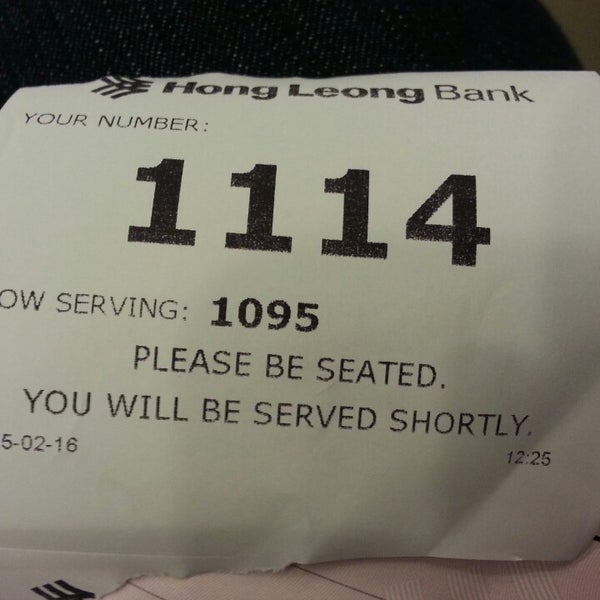 Hong Leong Bank
YOUR NUMBER:
1114
OW SERVING: 1095
PLEASE BE SEATED.
YOU WILL BE SERVED SHORTLY.
5-02-16 12:25